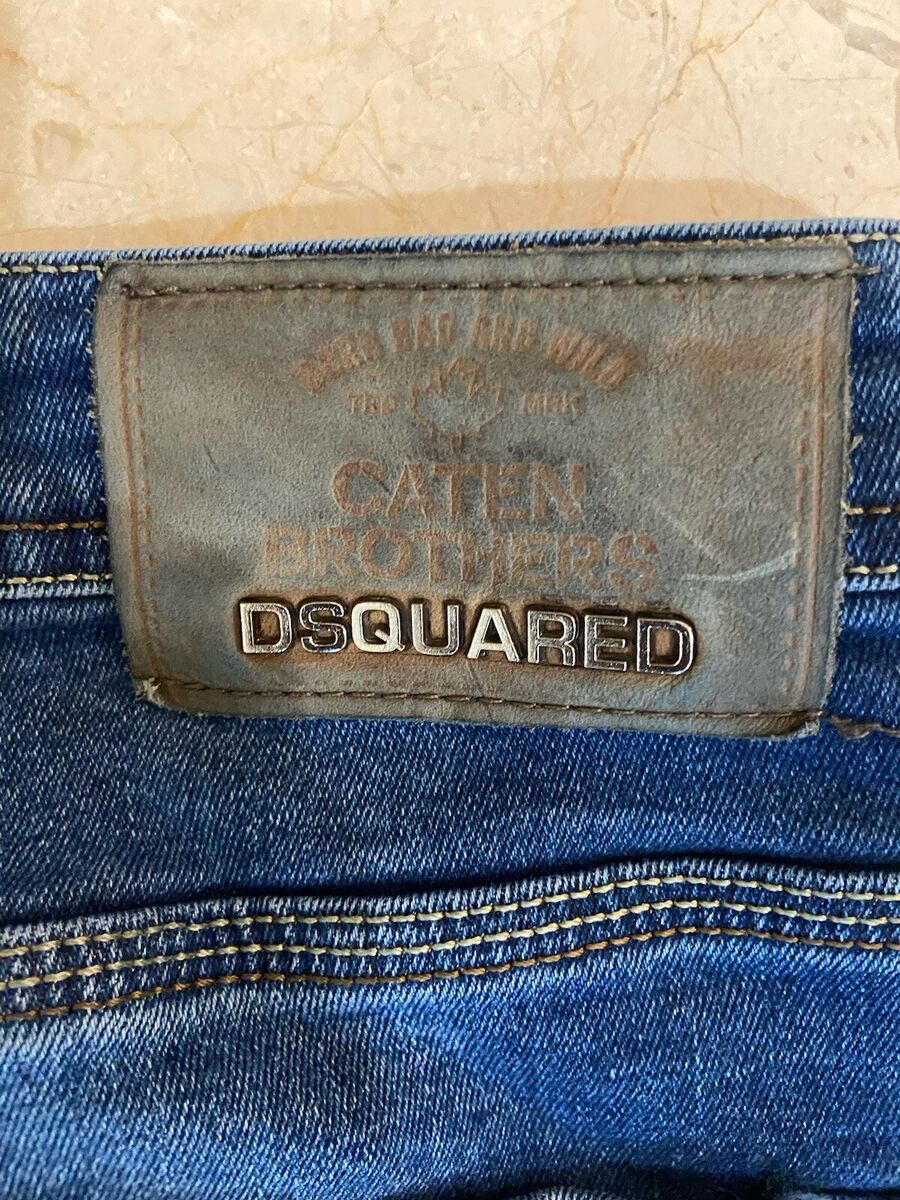 BORN BAD AND WILD
TRD MRK
CATEN
BROTHERS
DSQUARED